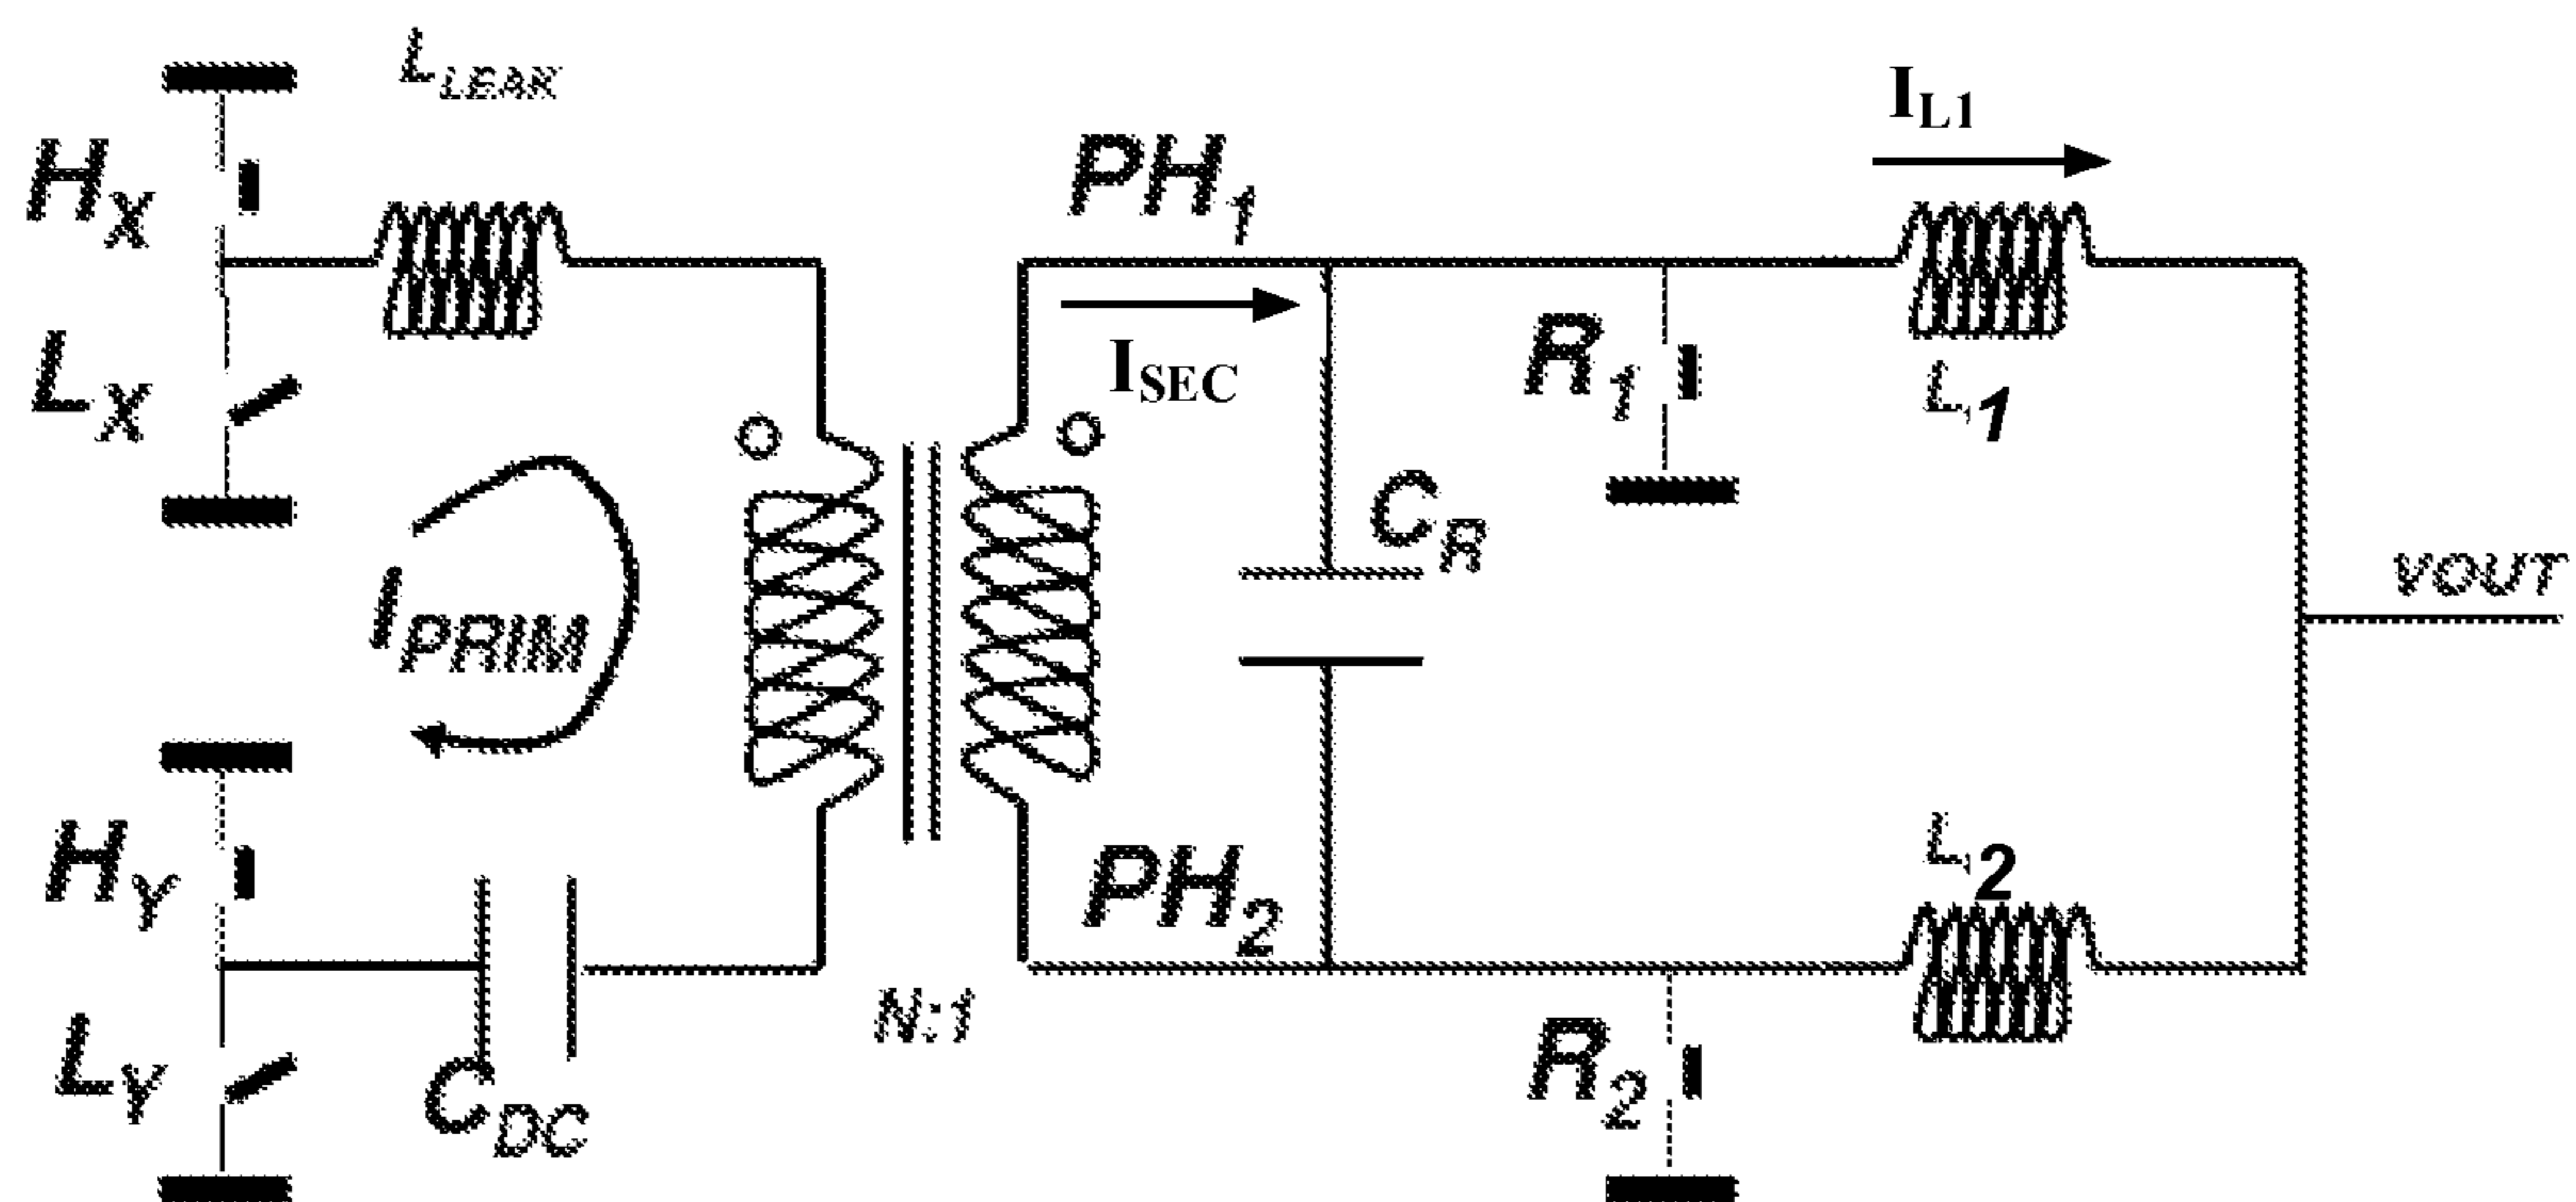 L_LEAK
H_X
L_X
I_PRIM
H_Y
L_Y
C_DC
N:1
PH_1
I_SEC
PH_2
C_R
R_1
R_2
I_L1
L_1
L_2
VOUT